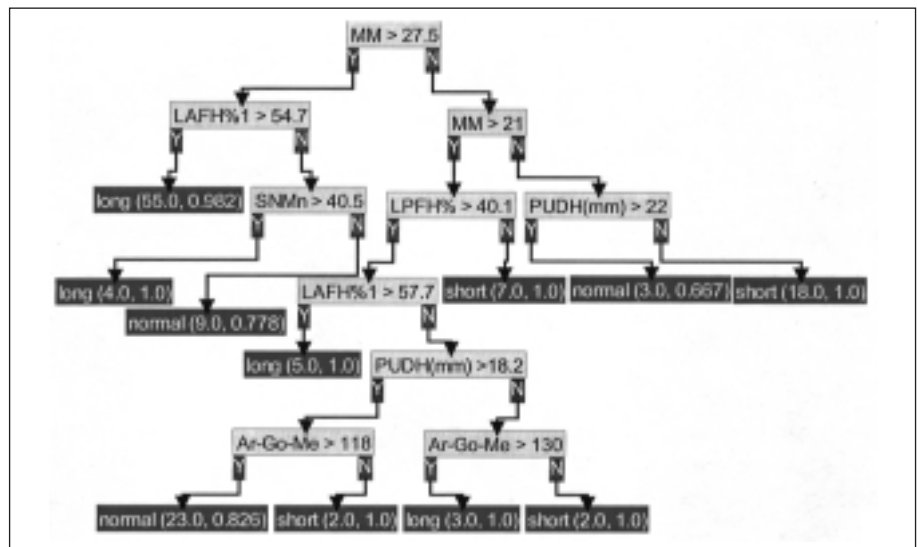 MM > 27.5
Y N
LAFH%1 > 54.7
MM > 21
Y N
Y N
long (55.0, 0.982)
SNMn > 40.5
LPFH% > 40.1
PUDH(mm) > 22
Y N
Y N
Y N
long (4.0, 1.0)
normal (9.0, 0.778)
LAFH%1 > 57.7
short (7.0, 1.0)
normal (3.0, 0.667)
short (18.0, 1.0)
Y N
long (5.0, 1.0)
PUDH(mm) >18.2
Y N
Ar-Go-Me > 118
Ar-Go-Me > 130
Y N
Y N
normal (23.0, 0.826)
short (2.0, 1.0)
long (3.0, 1.0)
short (2.0, 1.0)